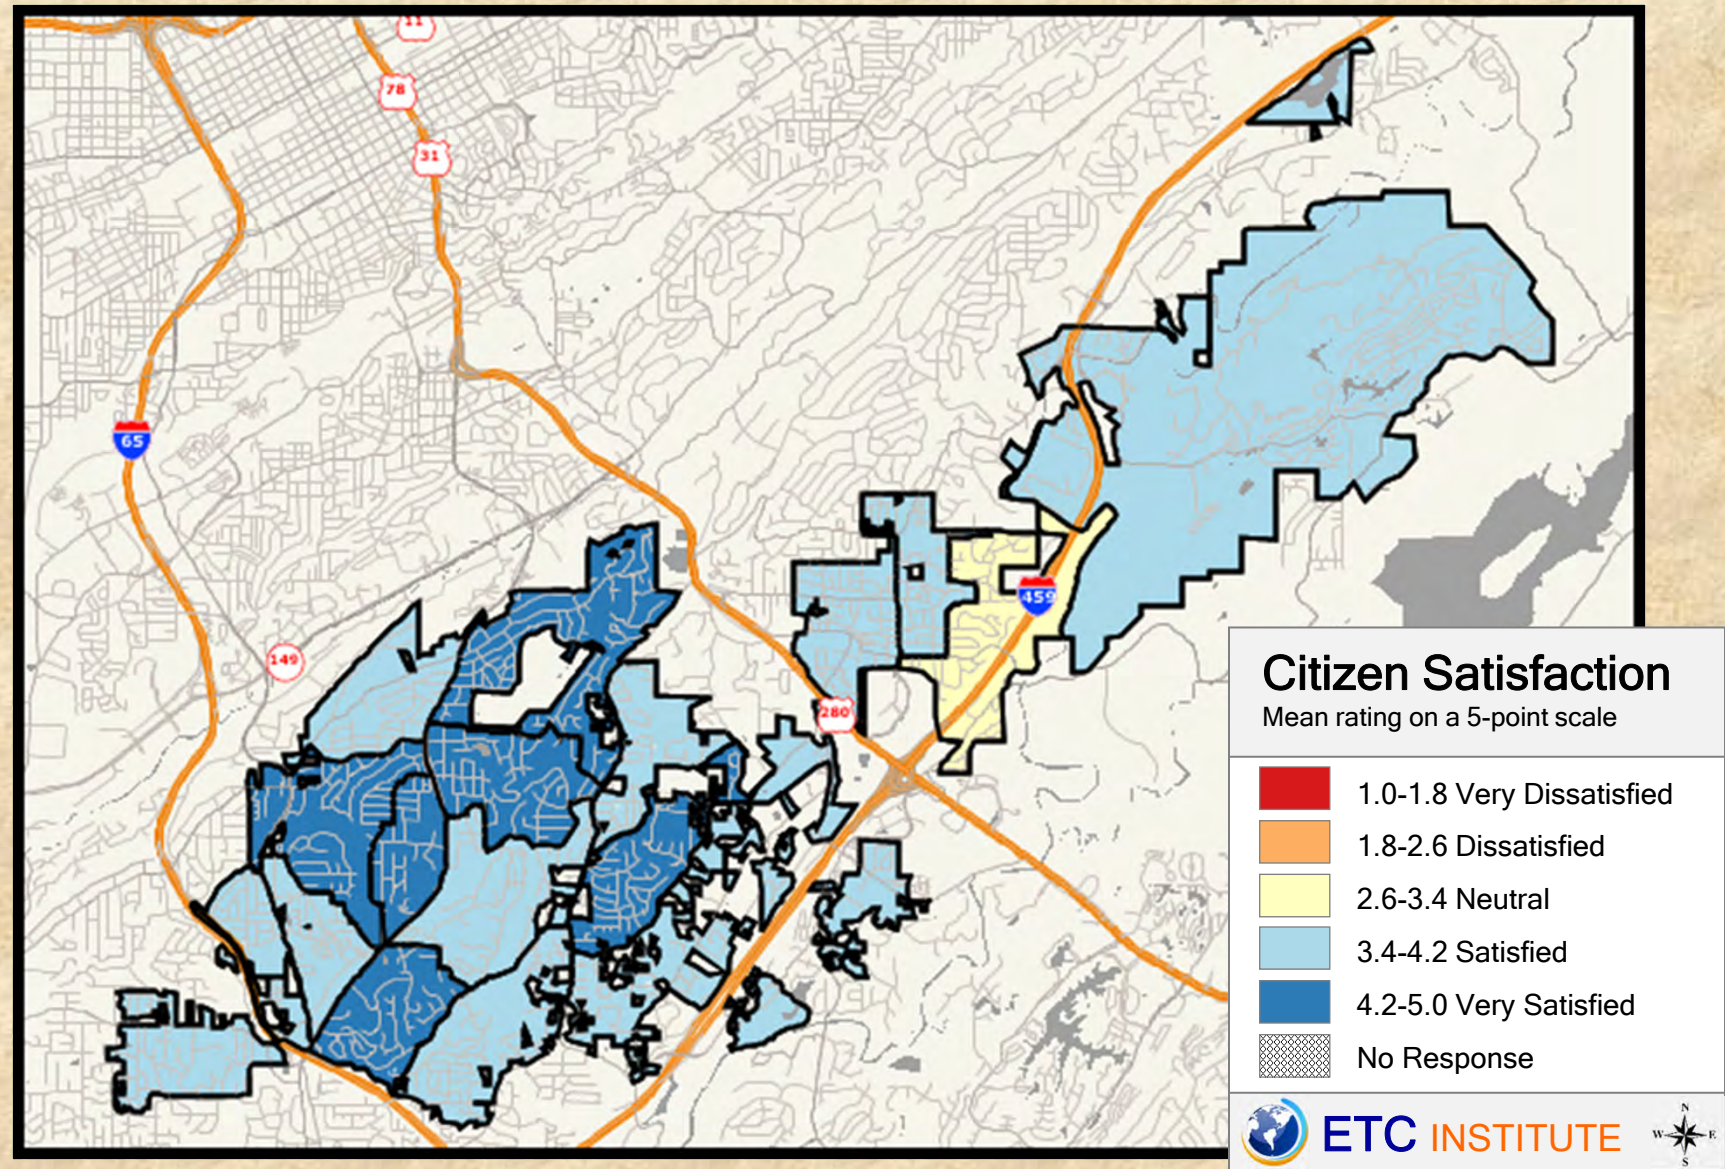 11
78
31
65
149
459
280
Citizen Satisfaction
Mean rating on a 5-point scale
1.0-1.8 Very Dissatisfied
1.8-2.6 Dissatisfied
2.6-3.4 Neutral
3.4-4.2 Satisfied
4.2-5.0 Very Satisfied
No Response
ETC INSTITUTE
N
W E
S